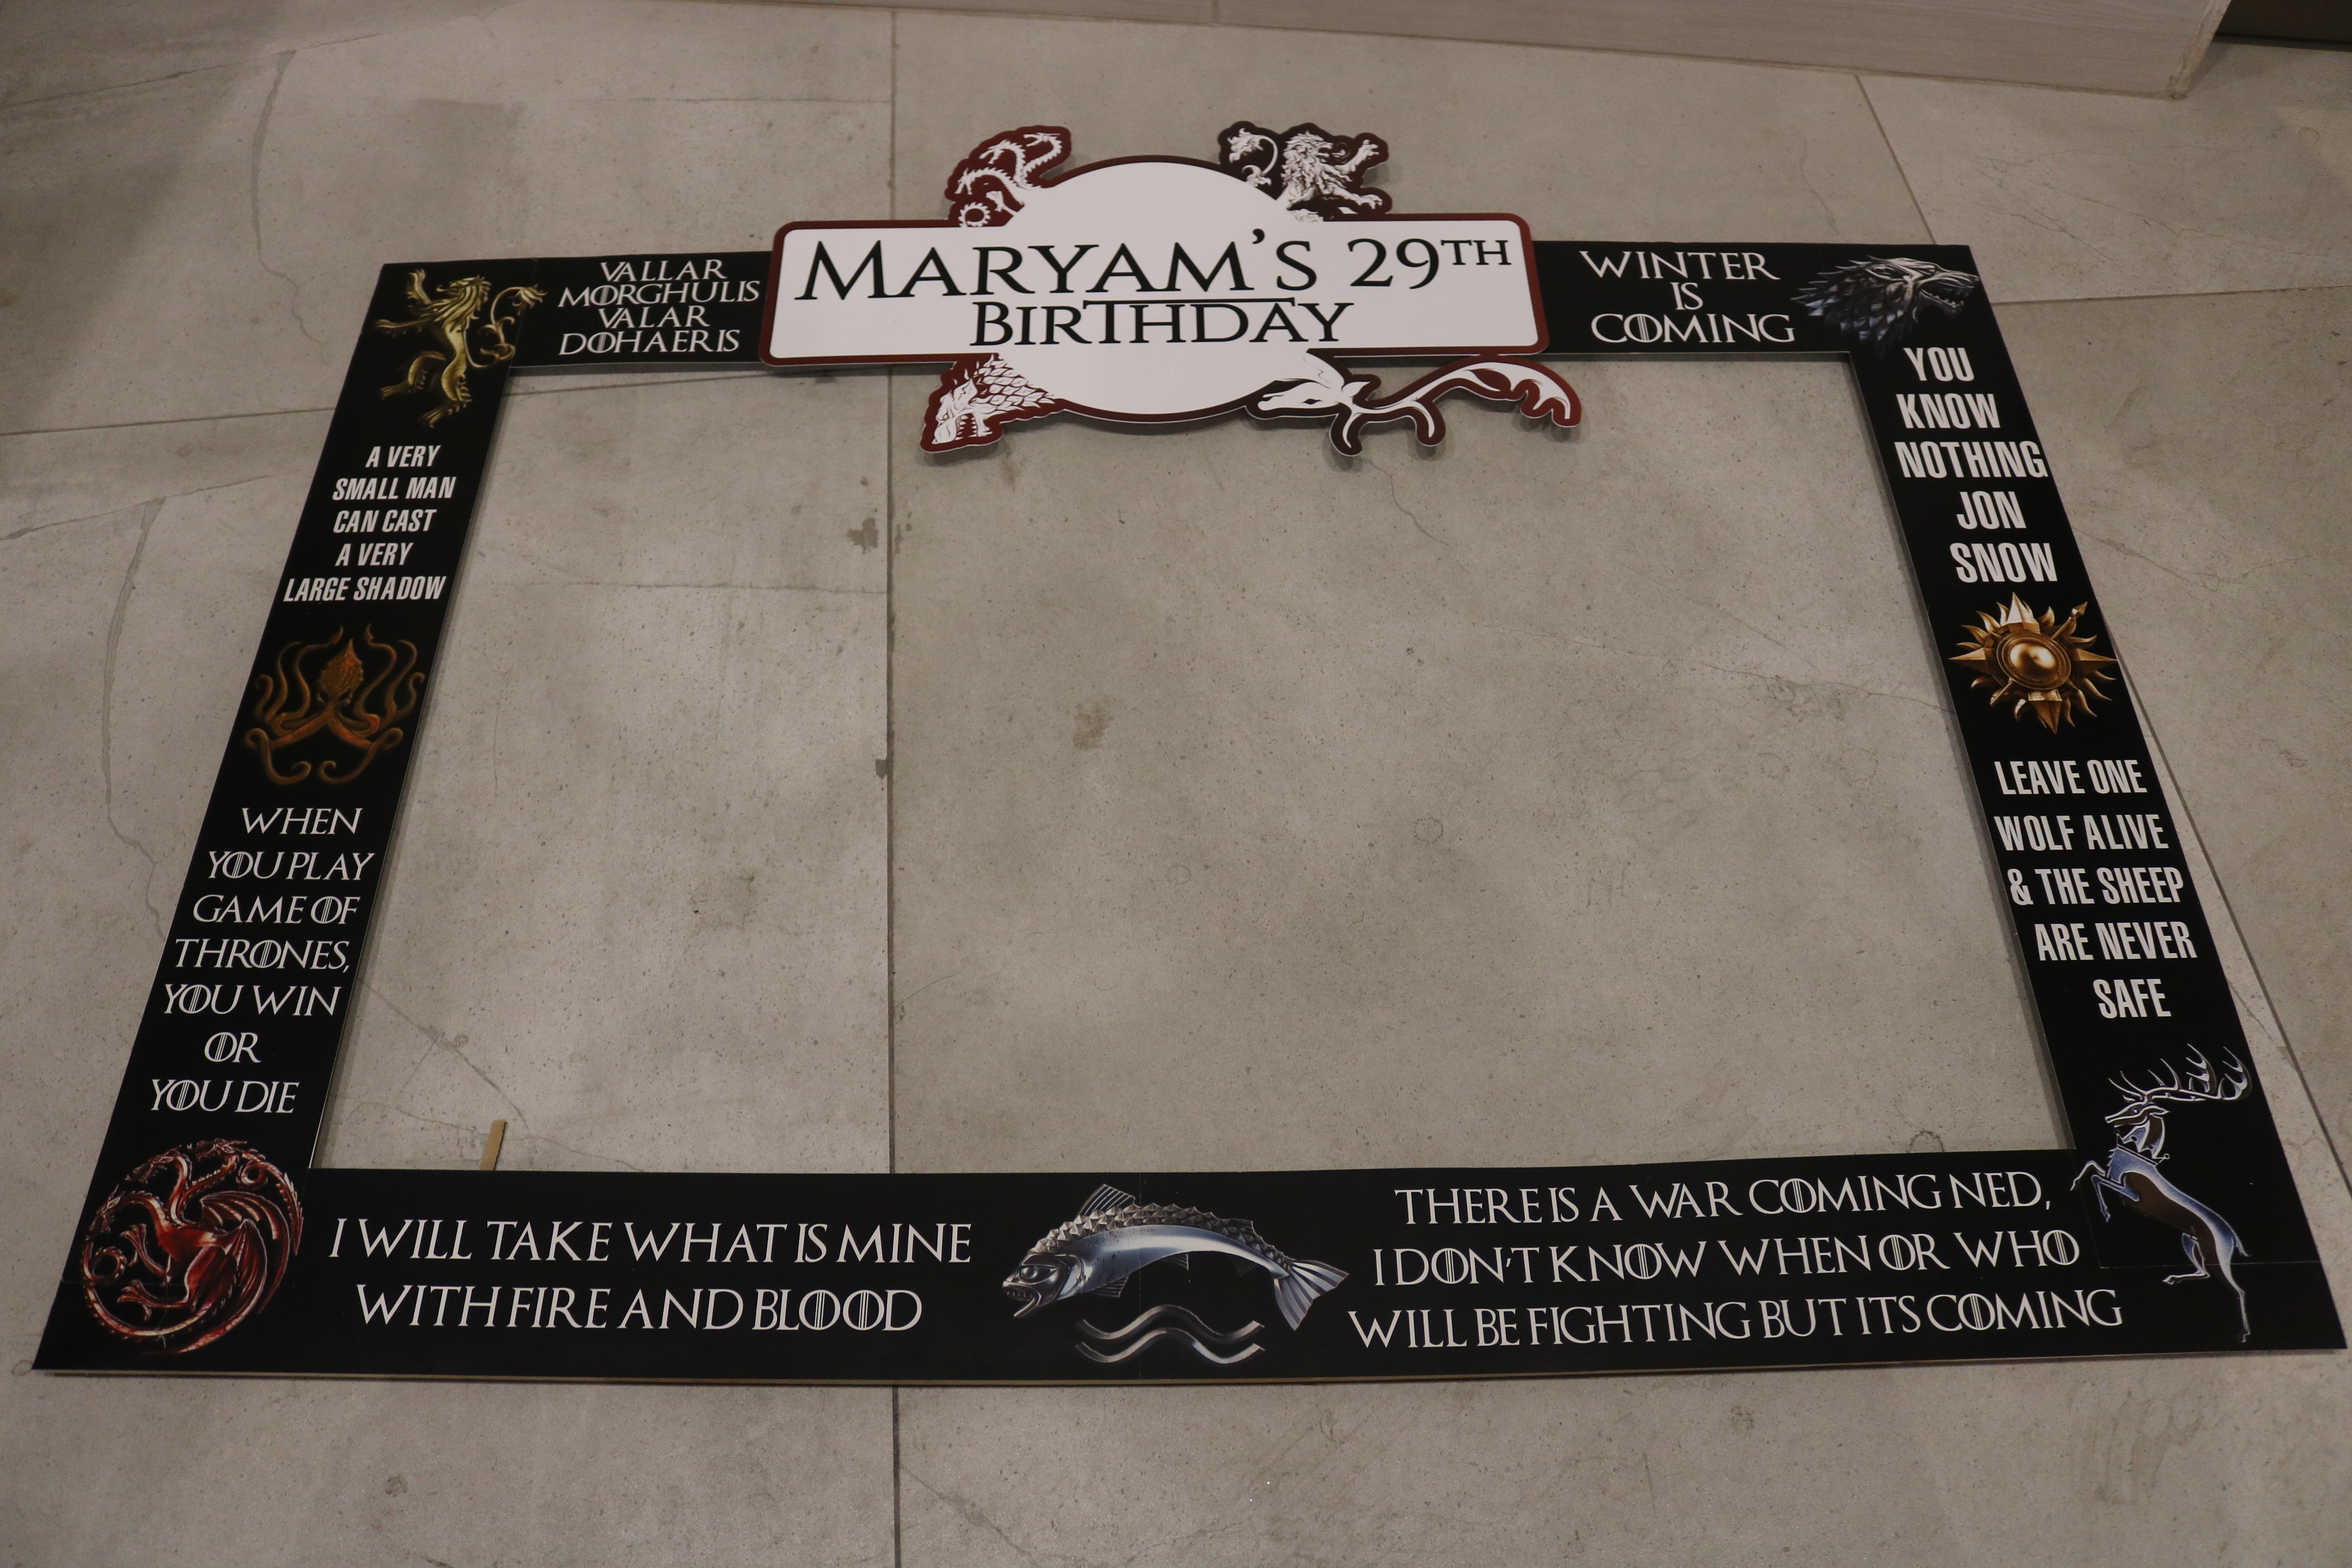 MARYAM'S 29TH
BIRTHDAY
VALLAR
MORGHULIS
VALAR
DOHAERIS
WINTER
IS
COMING
A VERY
SMALL MAN
CAN CAST
A VERY
LARGE SHADOW
WHEN
YOU PLAY
GAME OF
THRONES,
YOU WIN
OR
YOU DIE
YOU
KNOW
NOTHING
JON
SNOW
LEAVE ONE
WOLF ALIVE
& THE SHEEP
ARE NEVER
SAFE
I WILL TAKE WHAT IS MINE
WITH FIRE AND BLOOD
THERE IS A WAR COMING NED,
I DON'T KNOW WHEN OR WHO
WILL BE FIGHTING BUT ITS COMING